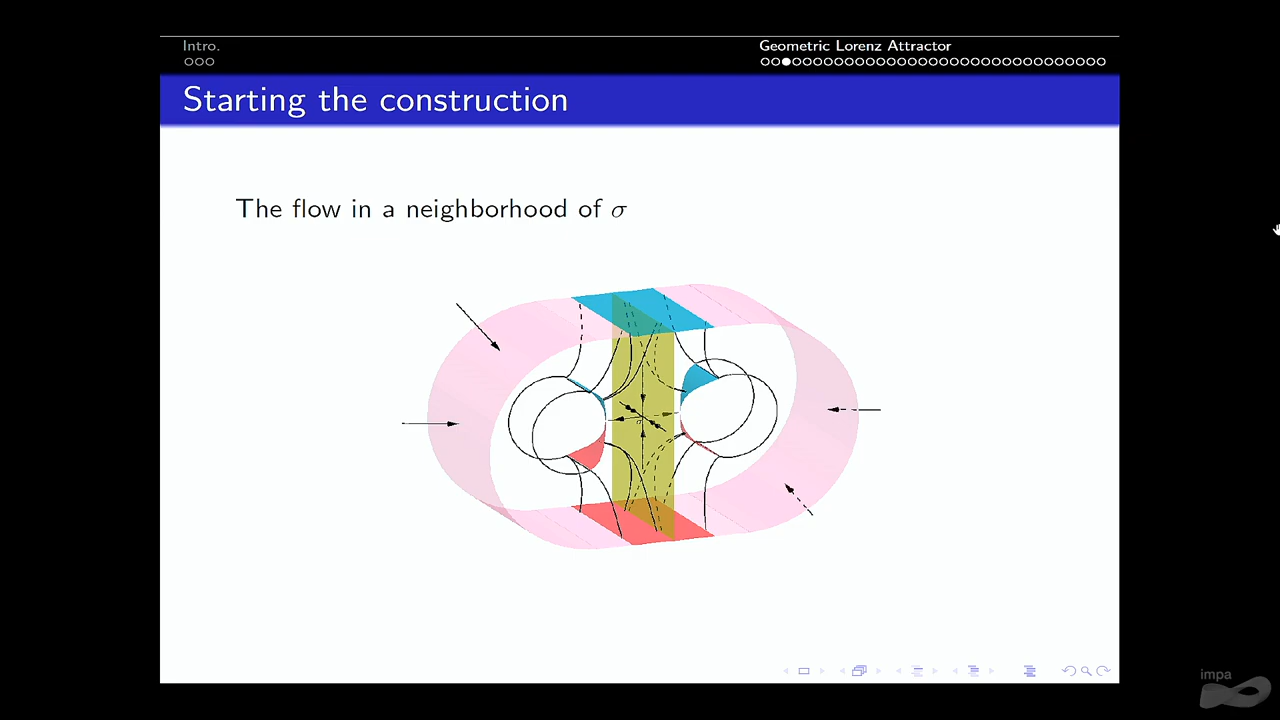 Intro.
Geometric Lorenz Attractor
Starting the construction
The flow in a neighborhood of σ
σ
impa